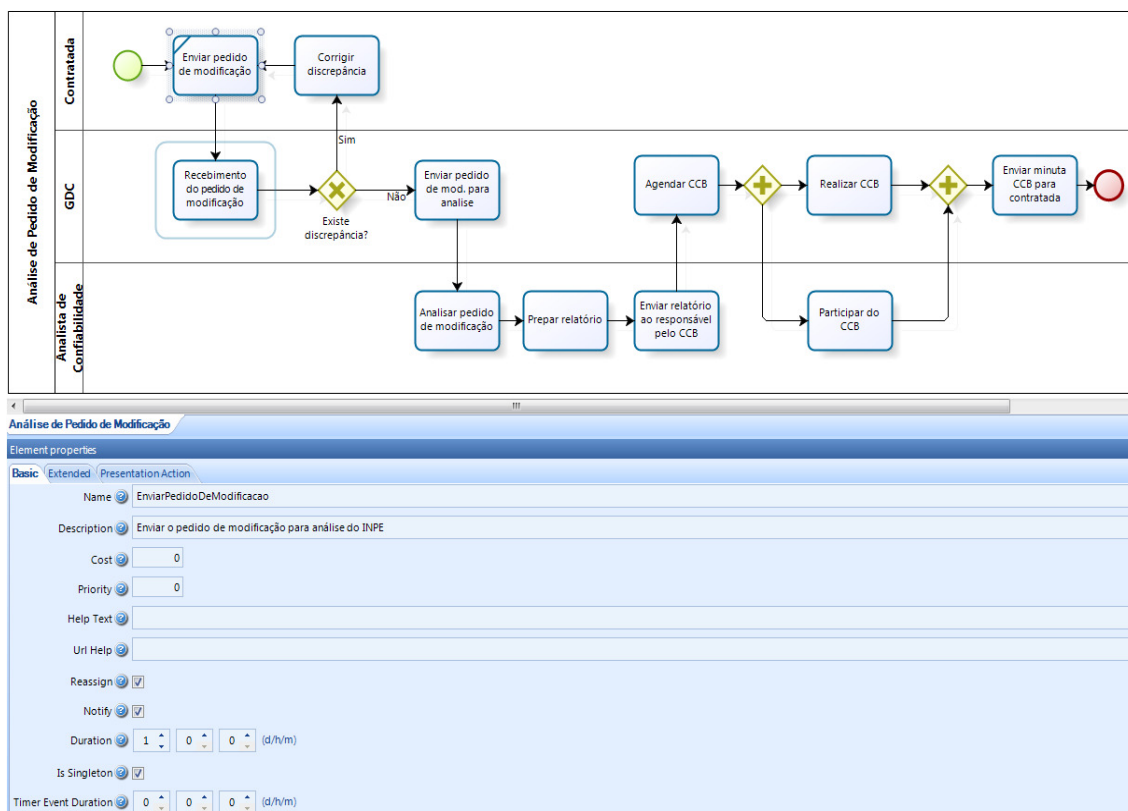 Análise de Pedido de Modificação
Contratada
Enviar pedido
de modificação
Corrigir
discrepância
Sim
GDC
Recebimento
do pedido de
modificação
Existe
discrepância?
Não
Enviar pedido
de mod. para
analise
Agendar CCB
Realizar CCB
Enviar minuta
CCB para
contratada
Analista de
Confiabilidade
Analisar pedido
de modificação
Prepar relatório
Enviar relatório
ao responsável
pelo CCB
Participar do
CCB
Análise de Pedido de Modificação
Element properties
Basic Extended Presentation Action
Name EnviarPedidoDeModificacao
Description Enviar o pedido de modificação para análise do INPE
Cost 0
Priority 0
Help Text
Url Help
Reassign
Notify
Duration 1 0 0 (d/h/m)
Is Singleton
Timer Event Duration 0 0 0 (d/h/m)